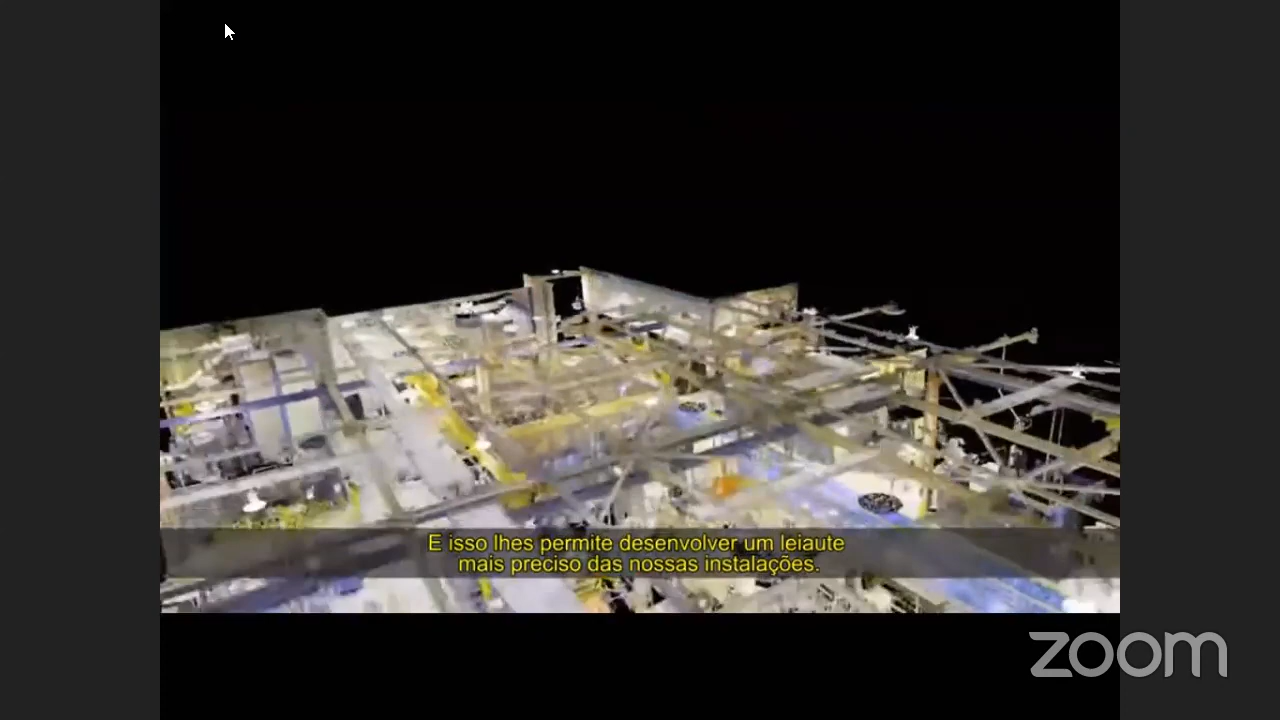 E isso lhes permite desenvolver um leiaute
mais preciso das nossas instalações.
zoom